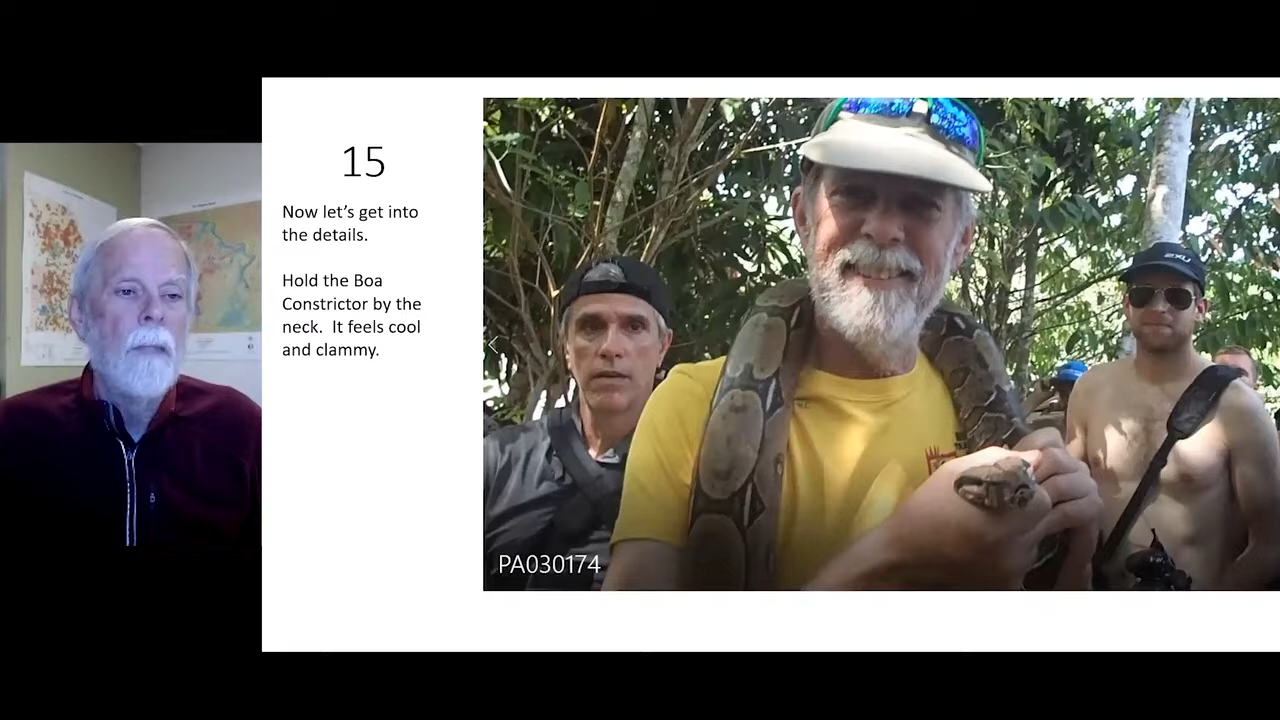 15
Now let's get into
the details.
Hold the Boa
Constrictor by the
neck. It feels cool
and clammy.
2XU
PA030174